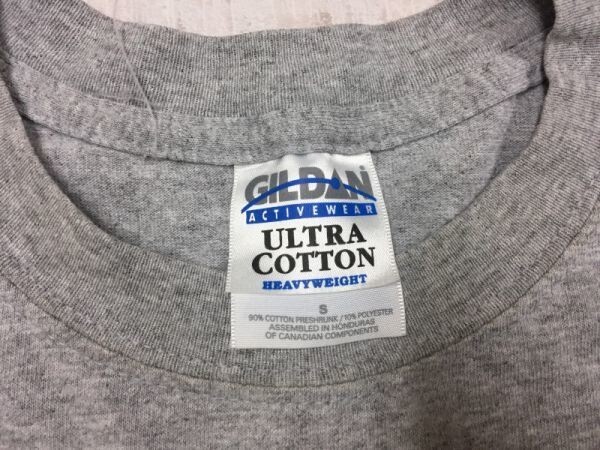 GILDAN
ACTIVEWEAR
ULTRA
COTTON
HEAVYWEIGHT
S
90% COTTON PRESHRUNK / 10% POLYESTER
ASSEMBLED IN HONDURAS
OF CANADIAN COMPONENTS